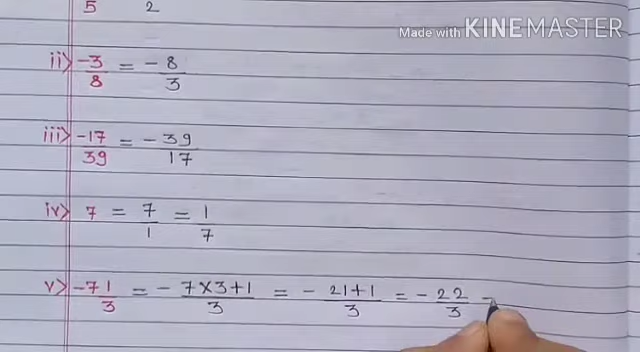 5 2
Made with KINEMASTER
ii> -3/8 = -8/3
iii> -17/39 = -39/17
iv> 7 = 7/1 = 1/7
v> -7 1/3 = - 7×3+1/3 = - 21+1/3 = - 22/3 -